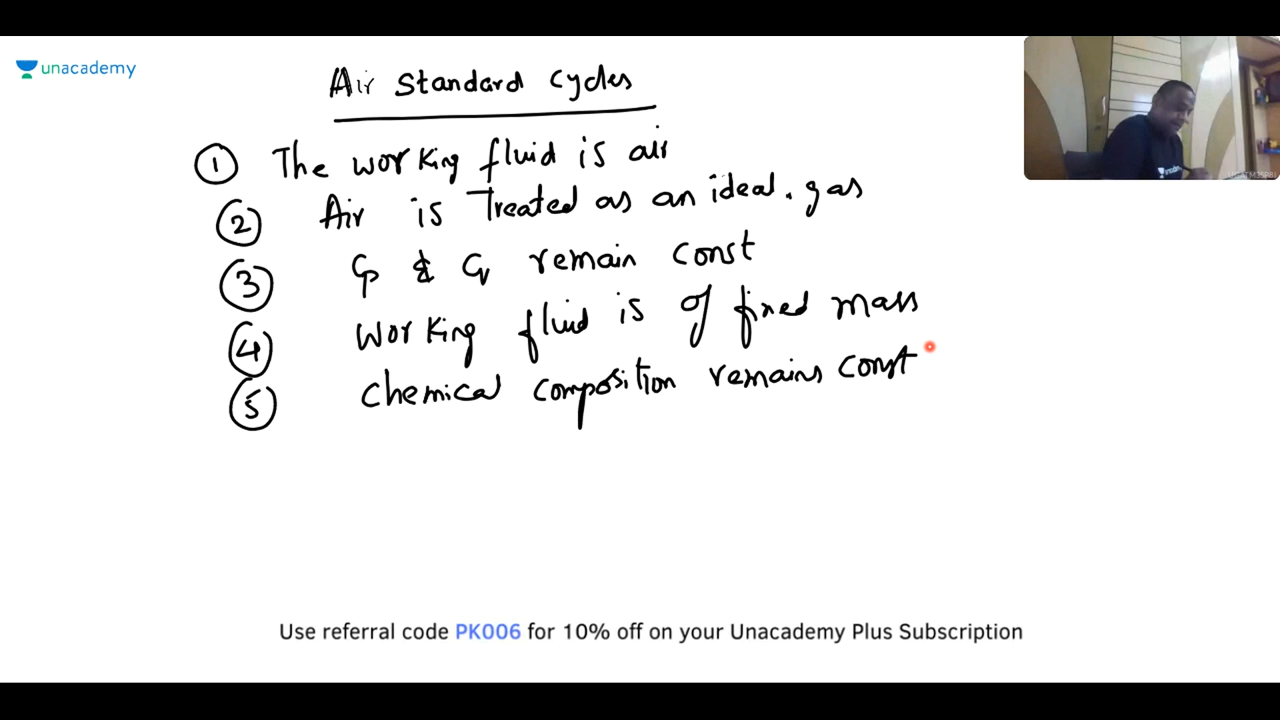 unacademy
Air Standard Cycles
① The working fluid is air
② Air is Treated as an ideal. gas
③ Cp & Cv remain const
④ Working fluid is of fixed mass
⑤ Chemical composition remains const
Use referral code PK006 for 10% off on your Unacademy Plus Subscription